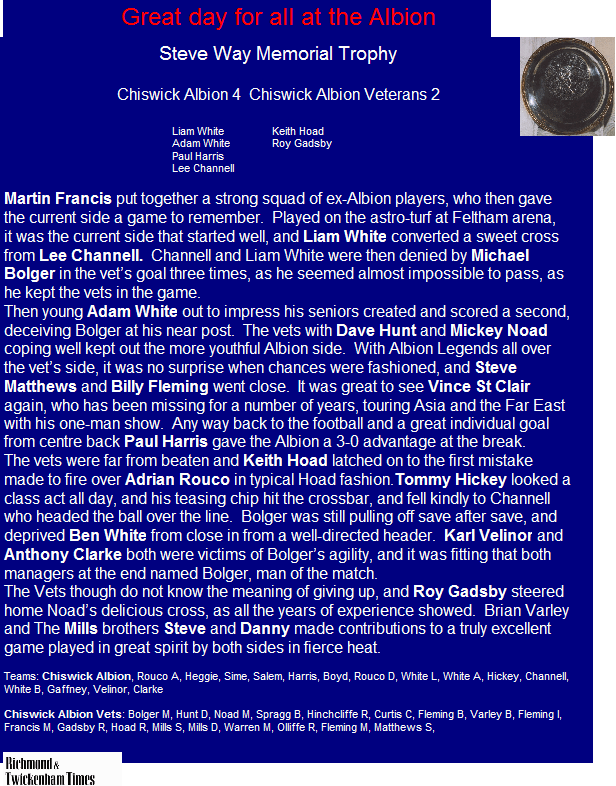 Great day for all at the Albion
Steve Way Memorial Trophy
Chiswick Albion 4  Chiswick Albion Veterans 2
Liam White Keith Hoad
Adam White Roy Gadsby
Paul Harris
Lee Channell
Martin Francis put together a strong squad of ex-Albion players, who then gave
the current side a game to remember.  Played on the astro-turf at Feltham arena,
it was the current side that started well, and Liam White converted a sweet cross
from Lee Channell.  Channell and Liam White were then denied by Michael
Bolger in the vet's goal three times, as he seemed almost impossible to pass, as
he kept the vets in the game.
Then young Adam White out to impress his seniors created and scored a second,
deceiving Bolger at his near post.  The vets with Dave Hunt and Mickey Noad
coping well kept out the more youthful Albion side.  With Albion Legends all over
the vet's side, it was no surprise when chances were fashioned, and Steve
Matthews and Billy Fleming went close.  It was great to see Vince St Clair
again, who has been missing for a number of years, touring Asia and the Far East
with his one-man show.  Any way back to the football and a great individual goal
from centre back Paul Harris gave the Albion a 3-0 advantage at the break.
The vets were far from beaten and Keith Hoad latched on to the first mistake
made to fire over Adrian Rouco in typical Hoad fashion.Tommy Hickey looked a
class act all day, and his teasing chip hit the crossbar, and fell kindly to Channell
who headed the ball over the line.  Bolger was still pulling off save after save, and
deprived Ben White from close in from a well-directed header.  Karl Velinor and
Anthony Clarke both were victims of Bolger's agility, and it was fitting that both
managers at the end named Bolger, man of the match.
The Vets though do not know the meaning of giving up, and Roy Gadsby steered
home Noad's delicious cross, as all the years of experience showed.  Brian Varley
and The Mills brothers Steve and Danny made contributions to a truly excellent
game played in great spirit by both sides in fierce heat.
Teams: Chiswick Albion, Rouco A, Heggie, Sime, Salem, Harris, Boyd, Rouco D, White L, White A, Hickey, Channell,
White B, Gaffney, Velinor, Clarke
Chiswick Albion Vets: Bolger M, Hunt D, Noad M, Spragg B, Hinchcliffe R, Curtis C, Fleming B, Varley B, Fleming I,
Francis M, Gadsby R, Hoad R, Mills S, Mills D, Warren M, Olliffe R, Fleming M, Matthews S,
Richmond &
Twickenham Times